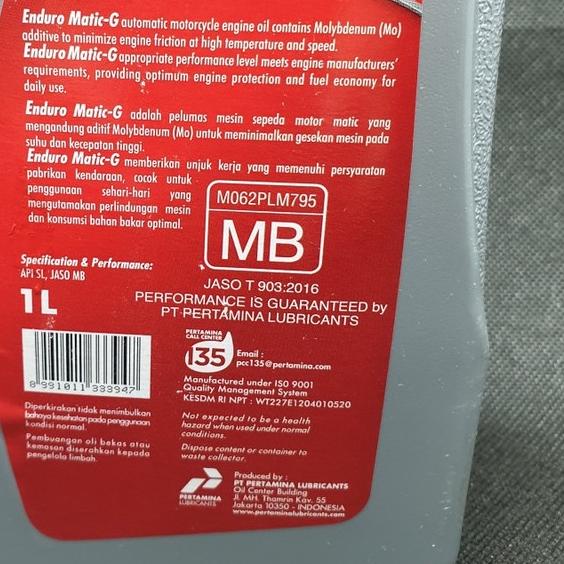 Enduro Matic-G automatic motorcycle engine oil contains Molybdenum (Mo)
additive to minimize engine friction at high temperature and speed.
Enduro Matic-G appropriate performance level meets engine manufacturers'
requirements, providing optimum engine protection and fuel economy for
daily use.
Enduro Matic-G adalah pelumas mesin sepeda motor matic yang
mengandung aditif Molybdenum (Mo) untuk meminimalkan gesekan mesin pada
suhu dan kecepatan tinggi.
Enduro Matic-G memberikan unjuk kerja yang memenuhi persyaratan
pabrikan kendaraan, cocok untuk
penggunaan sehari-hari yang
mengutamakan perlindungan mesin
dan konsumsi bahan bakar optimal.
M062PLM795
MB
JASO T 903:2016
PERFORMANCE IS GUARANTEED by
PT PERTAMINA LUBRICANTS
Specification & Performance:
API SL, JASO MB
1L
8 991011 333947
PERTAMINA
CALL CENTER
135
Email :
pcc135@pertamina.com
Manufactured under ISO 9001
Quality Management System
KESDM RI NPT : WT227E1204010520
Diperkirakan tidak menimbulkan
bahaya kesehatan pada penggunaan
kondisi normal.
Pembuangan oli bekas atau
kemasan diserahkan kepada
pengelola limbah.
Not expected to be a health
hazard when used under normal
conditions.
Dispose content or container to
waste collector.
PERTAMINA
LUBRICANTS
Produced by :
PT PERTAMINA LUBRICANTS
Oil Center Building
Jl. MH. Thamrin Kav. 55
Jakarta 10350 - INDONESIA
www.pertaminalubricants.com